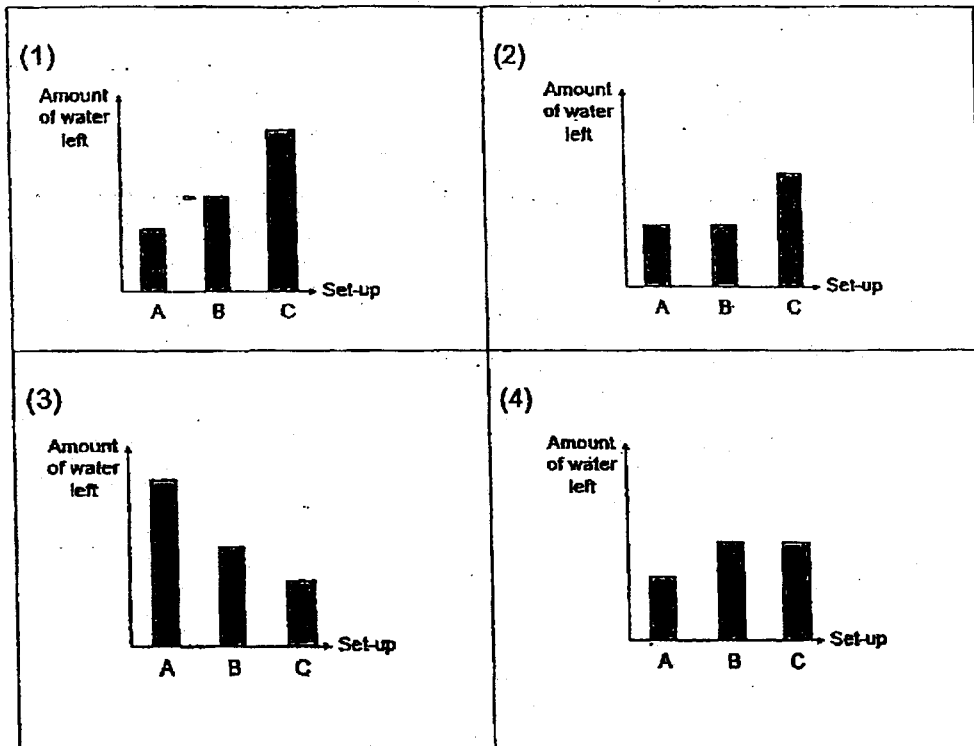 (1)
Amount
of water
left
Set-up
A B C
(2)
Amount
of water
left
Set-up
A B C
(3)
Amount
of water
left
Set-up
A B C
(4)
Amount
of water
left
Set-up
A B C